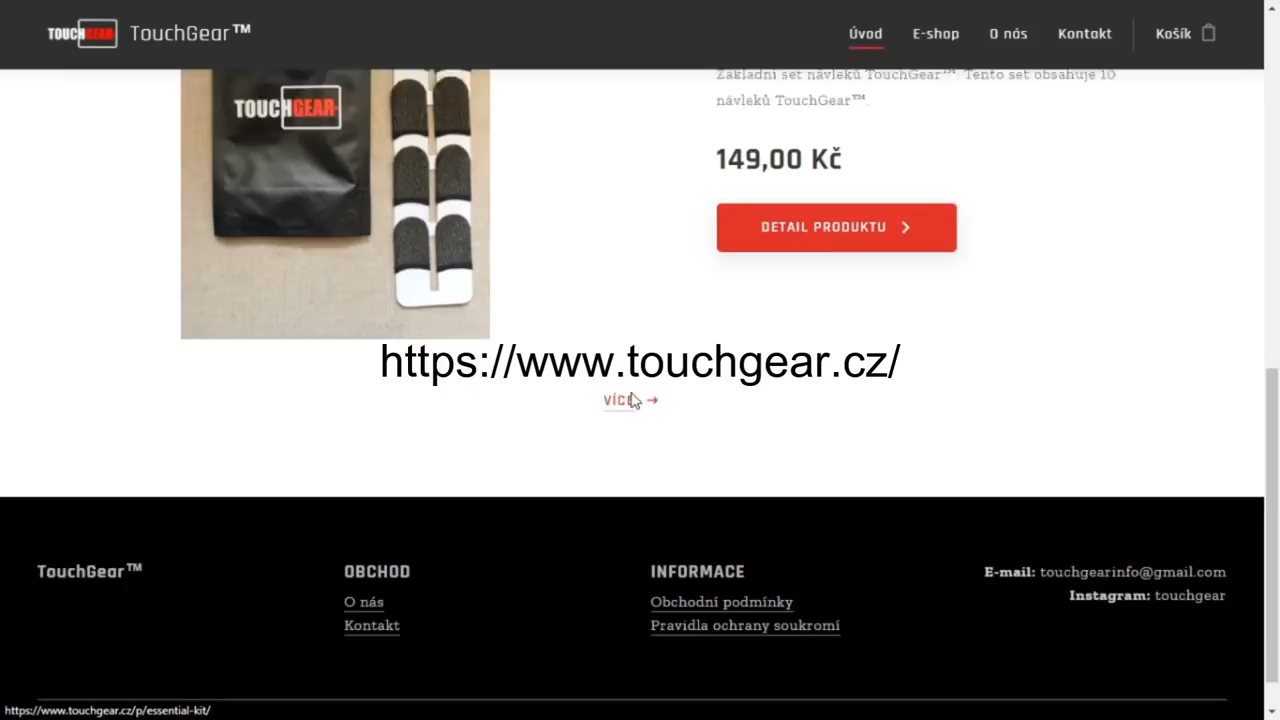 TOUCHGEAR TouchGear™ Úvod E-shop O nás Kontakt Košík
Základní set návleků TouchGear™. Tento set obsahuje 10
návleků TouchGear™.
TOUCHGEAR
149,00 Kč
DETAIL PRODUKTU
https://www.touchgear.cz/
VÍCE →
TouchGear™
OBCHOD
O nás
Kontakt
INFORMACE
Obchodní podmínky
Pravidla ochrany soukromí
E-mail: touchgearinfo@gmail.com
Instagram: touchgear
https://www.touchgear.cz/p/essential-kit/